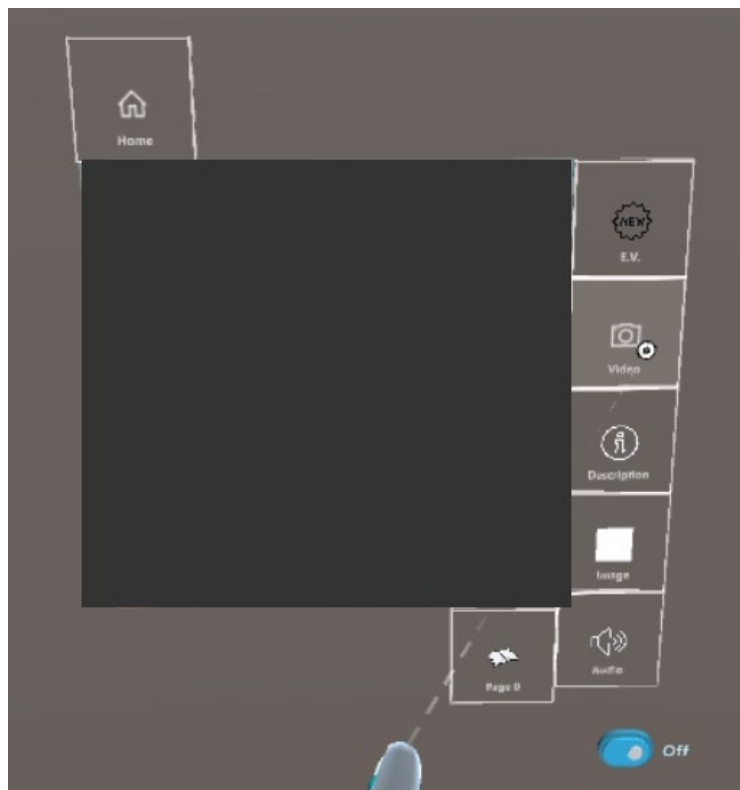 Home
NEW
E.V.
Video
Description
Image
Audio
Page 0
Off